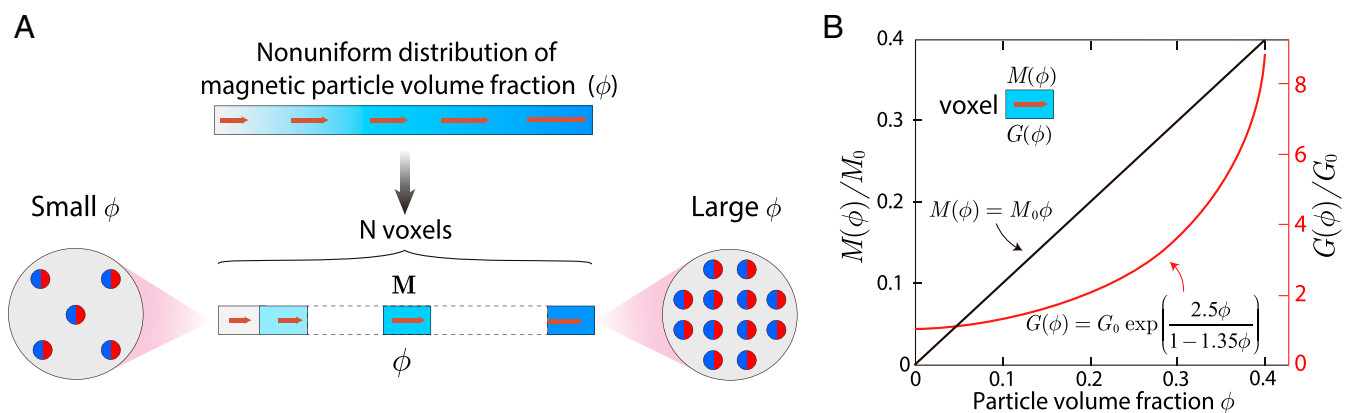 A
Nonuniform distribution of
magnetic particle volume fraction (ϕ)
Small ϕ
Large ϕ
N voxels
M
ϕ
B
M(ϕ)/M₀
0.4
0.3
0.2
0.1
0
voxel
M(ϕ)
G(ϕ)
M(ϕ) = M₀ϕ
G(ϕ) = G₀ exp(2.5ϕ / 1−1.35ϕ)
0 0.1 0.2 0.3 0.4
Particle volume fraction ϕ
8
6
4
2
0
G(ϕ)/G₀